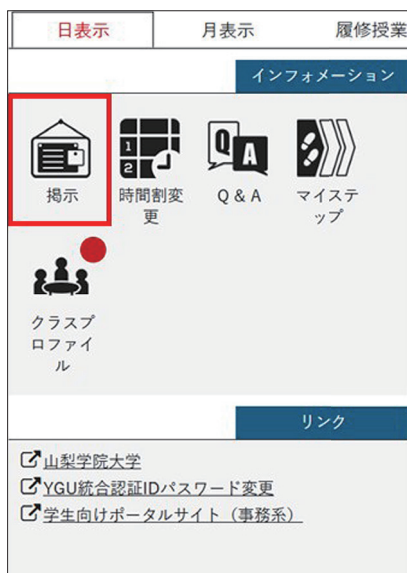 日表示
月表示
履修授業
インフォメーション
1
2
Q
A
掲示
時間割変
更
Q & A
マイステ
ップ
クラスプ
ロファイ
ル
リンク
山梨学院大学
YGU統合認証IDパスワード変更
学生向けポータルサイト（事務系）